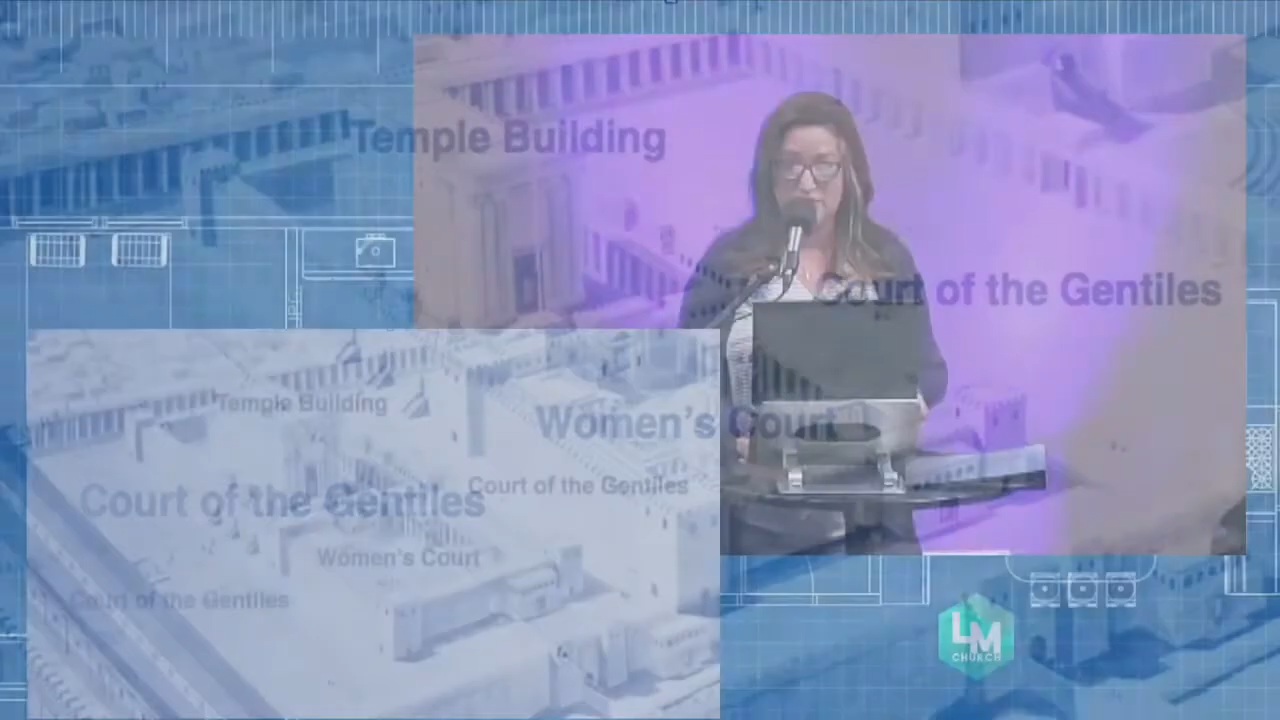 Temple Building
Court of the Gentiles
Temple Building
Women's Court
Court of the Gentiles
Court of the Gentiles
Women's Court
Court of the Gentiles
LM
CHURCH